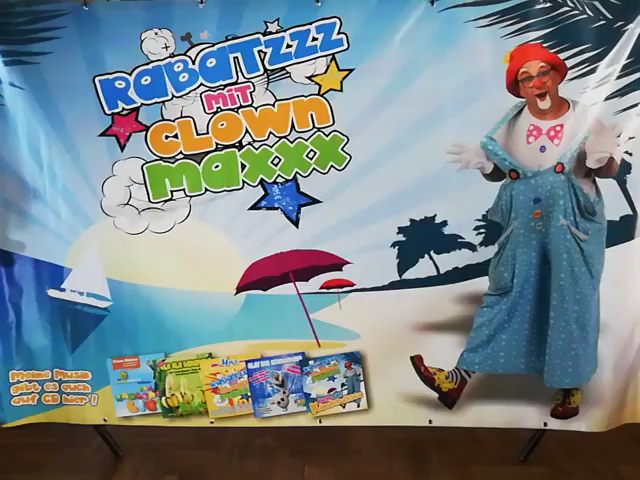 RABATZZZ
MIT
CLOWN
MAXXX
Meine Musik
gibt es auch
auf CD hier!